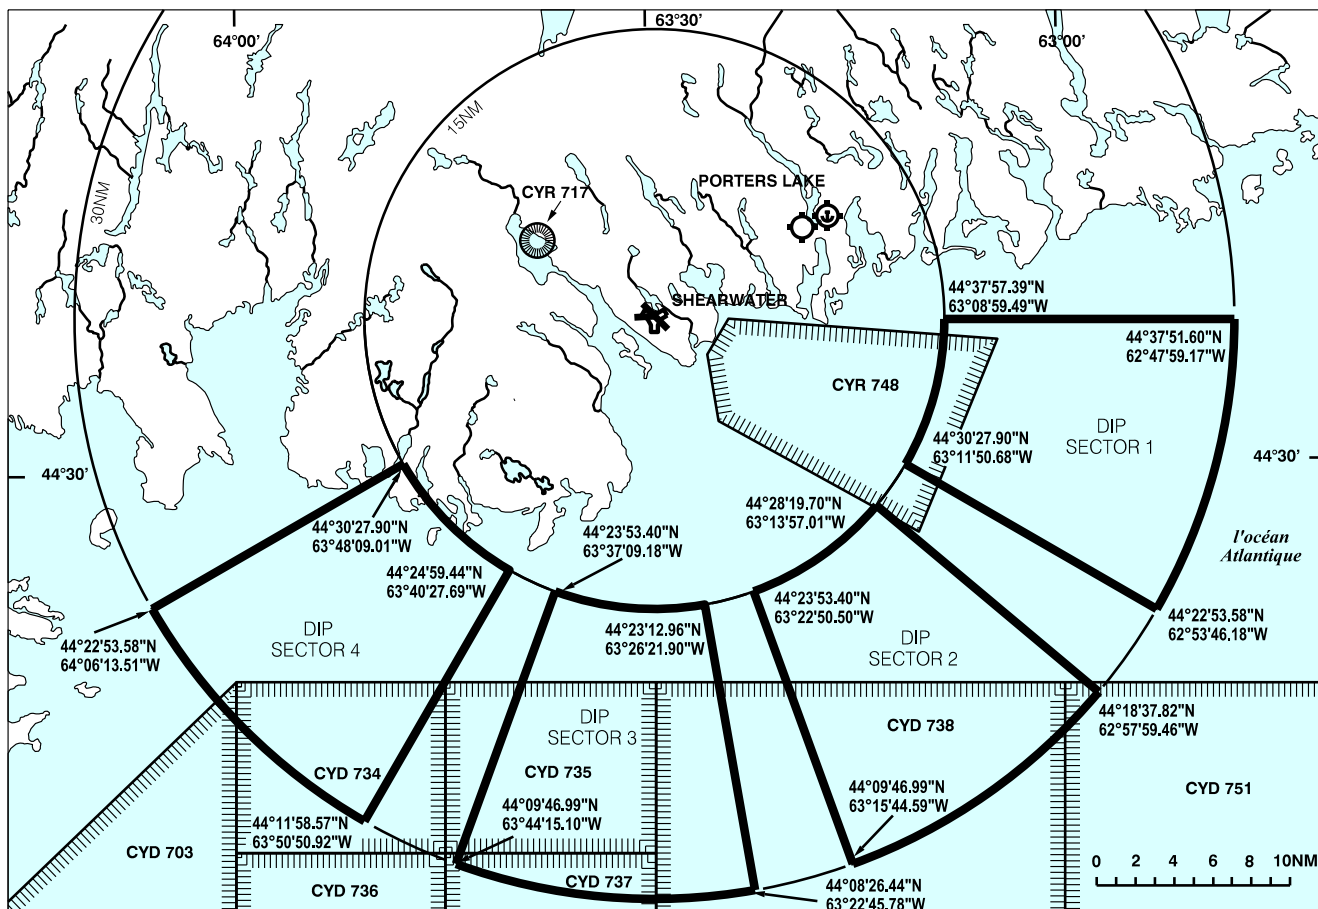 64°00'
63°30'
63°00'
15NM
30NM
CYR 717
PORTERS LAKE
SHEARWATER
44°37'57.39"N
63°08'59.49"W
44°37'51.60"N
62°47'59.17"W
CYR 748
DIP
SECTOR 1
44°30'27.90"N
63°11'50.68"W
44°30'
44°30'
44°28'19.70"N
63°13'57.01"W
44°30'27.90"N
63°48'09.01"W
44°23'53.40"N
63°37'09.18"W
l'océan
Atlantique
44°24'59.44"N
63°40'27.69"W
44°23'53.40"N
63°22'50.50"W
44°22'53.58"N
62°53'46.18"W
44°22'53.58"N
64°06'13.51"W
DIP
SECTOR 4
44°23'12.96"N
63°26'21.90"W
DIP
SECTOR 2
DIP
SECTOR 3
CYD 738
44°18'37.82"N
62°57'59.46"W
CYD 734
CYD 735
CYD 751
44°09'46.99"N
63°44'15.10"W
44°09'46.99"N
63°15'44.59"W
44°11'58.57"N
63°50'50.92"W
CYD 703
CYD 736
CYD 737
44°08'26.44"N
63°22'45.78"W
0 2 4 6 8 10NM